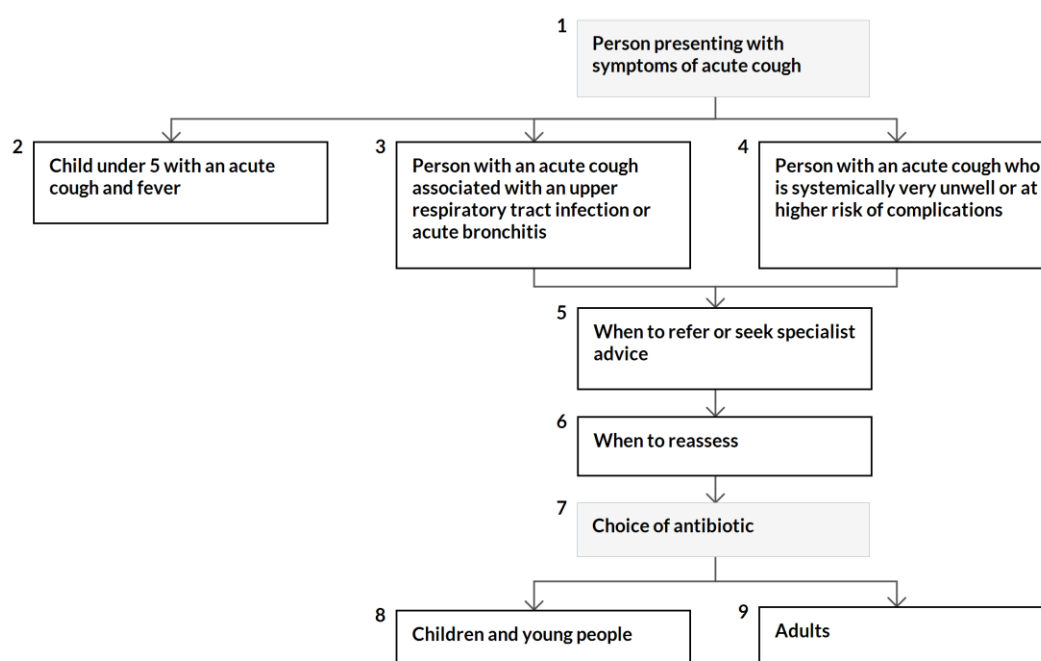 1
Person presenting with
symptoms of acute cough
2
Child under 5 with an acute
cough and fever
3
Person with an acute cough
associated with an upper
respiratory tract infection or
acute bronchitis
4
Person with an acute cough who
is systemically very unwell or at
higher risk of complications
5
When to refer or seek specialist
advice
6
When to reassess
7
Choice of antibiotic
8
Children and young people
9
Adults